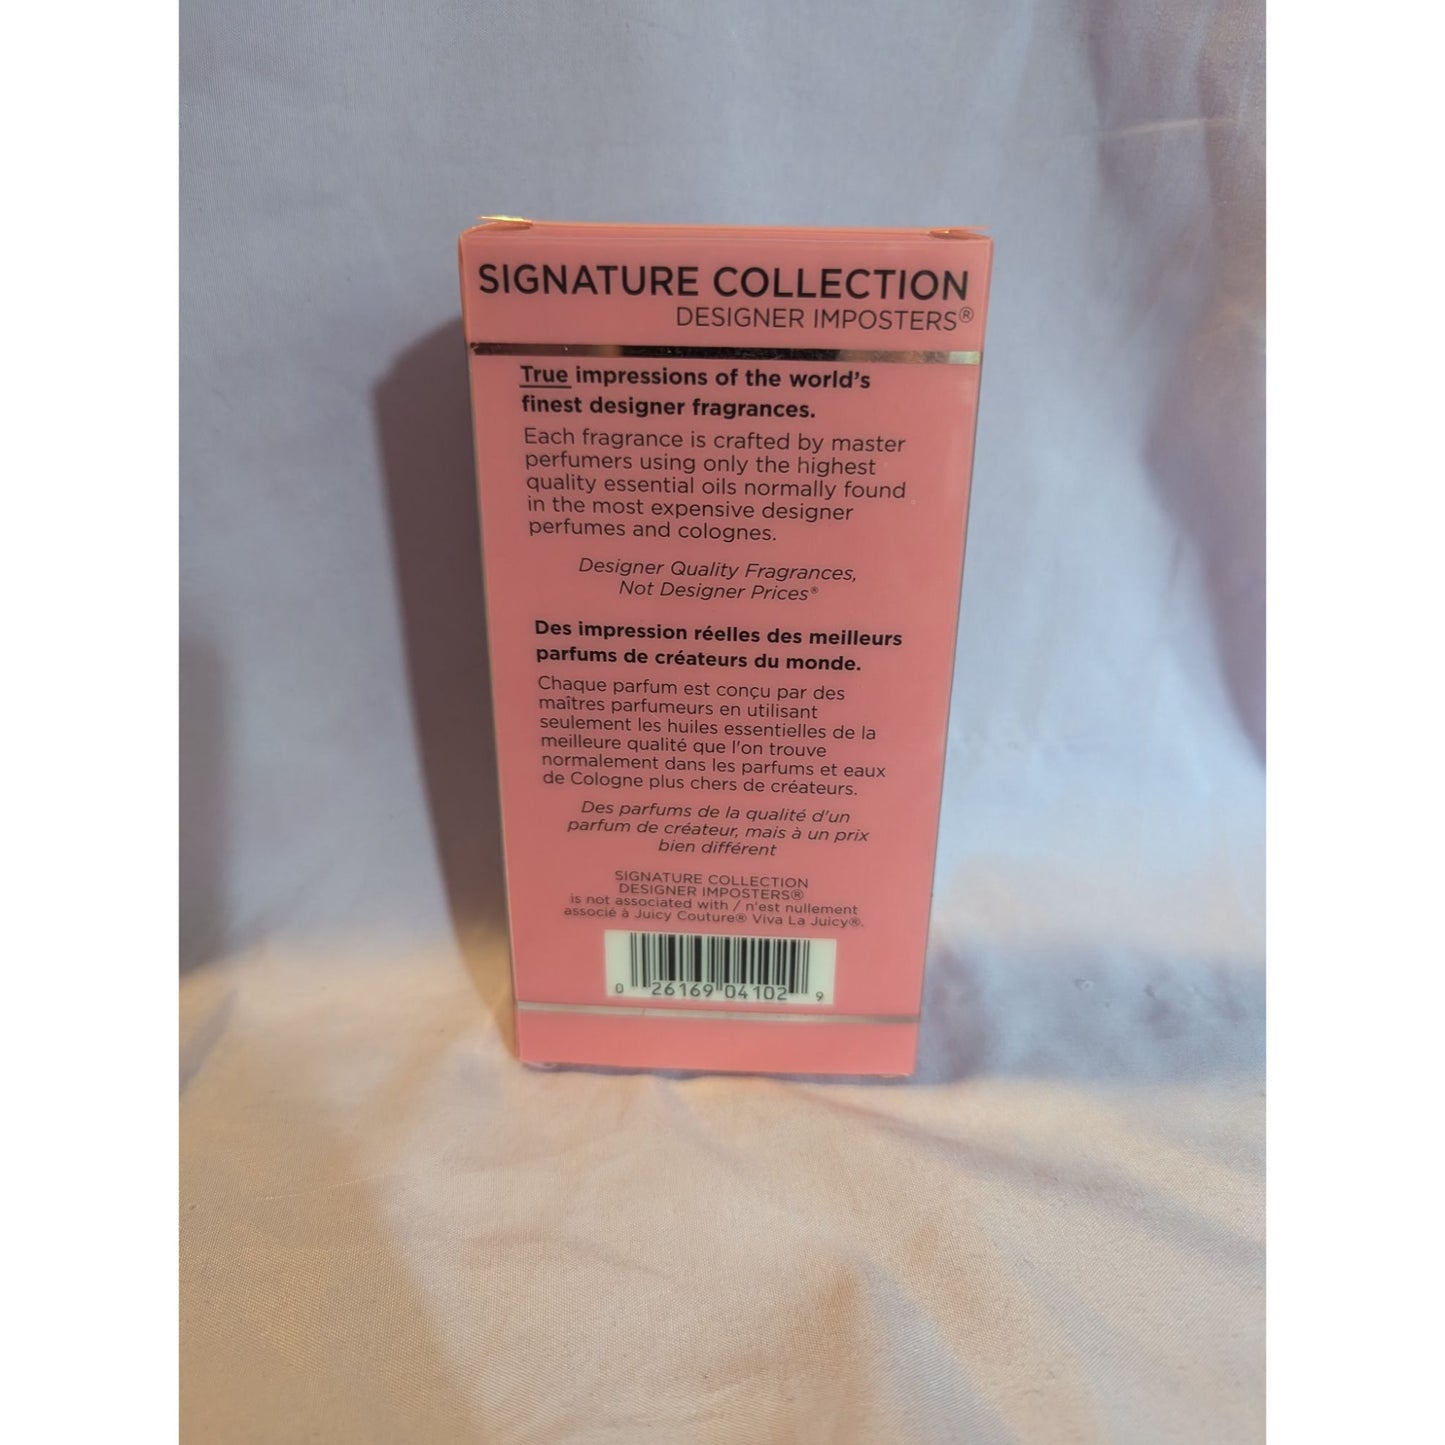 SIGNATURE COLLECTION
DESIGNER IMPOSTERS®
True impressions of the world's
finest designer fragrances.
Each fragrance is crafted by master
perfumers using only the highest
quality essential oils normally found
in the most expensive designer
perfumes and colognes.
Designer Quality Fragrances,
Not Designer Prices®
Des impression réelles des meilleurs
parfums de créateurs du monde.
Chaque parfum est conçu par des
maîtres parfumeurs en utilisant
seulement les huiles essentielles de la
meilleure qualité que l'on trouve
normalement dans les parfums et eaux
de Cologne plus chers de créateurs.
Des parfums de la qualité d'un
parfum de créateur, mais à un prix
bien différent
SIGNATURE COLLECTION
DESIGNER IMPOSTERS®
is not associated with / n'est nullement
associé à Juicy Couture® Viva La Juicy®.
0 26169 04102 9